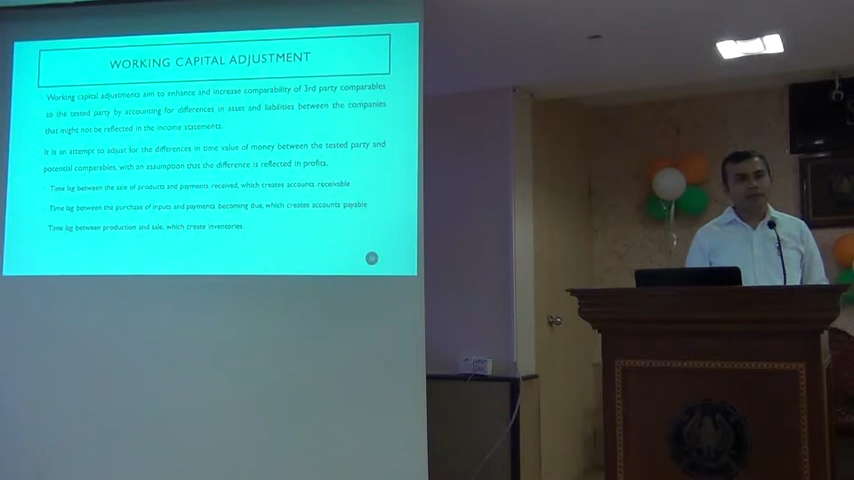 WORKING CAPITAL ADJUSTMENT
Working capital adjustments aim to enhance and increase comparability of 3rd party comparables
to the tested party by accounting for differences in asset and liabilities between the companies
that might not be reflected in the income statements.
It is an attempt to adjust for the differences in time value of money between the tested party and
potential comparables, with an assumption that the difference is reflected in profits.
Time lag between the sale of products and payments received, which creates accounts receivable
Time lag between the purchase of inputs and payments becoming due, which creates accounts payable
Time lag between production and sale, which create inventories